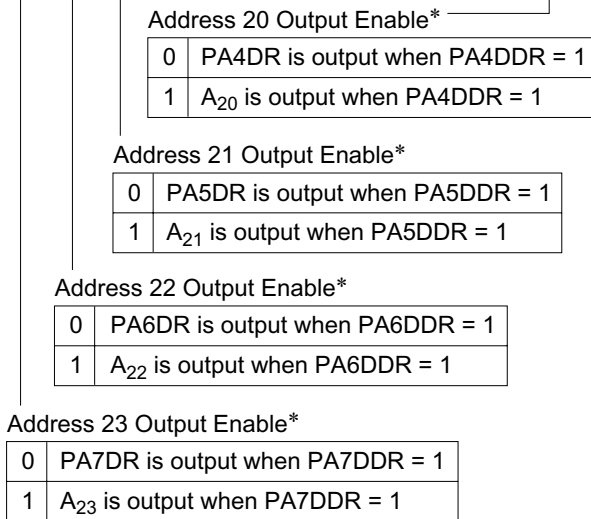 Address 20 Output Enable*
0 PA4DR is output when PA4DDR = 1
1 A20 is output when PA4DDR = 1
Address 21 Output Enable*
0 PA5DR is output when PA5DDR = 1
1 A21 is output when PA5DDR = 1
Address 22 Output Enable*
0 PA6DR is output when PA6DDR = 1
1 A22 is output when PA6DDR = 1
Address 23 Output Enable*
0 PA7DR is output when PA7DDR = 1
1 A23 is output when PA7DDR = 1